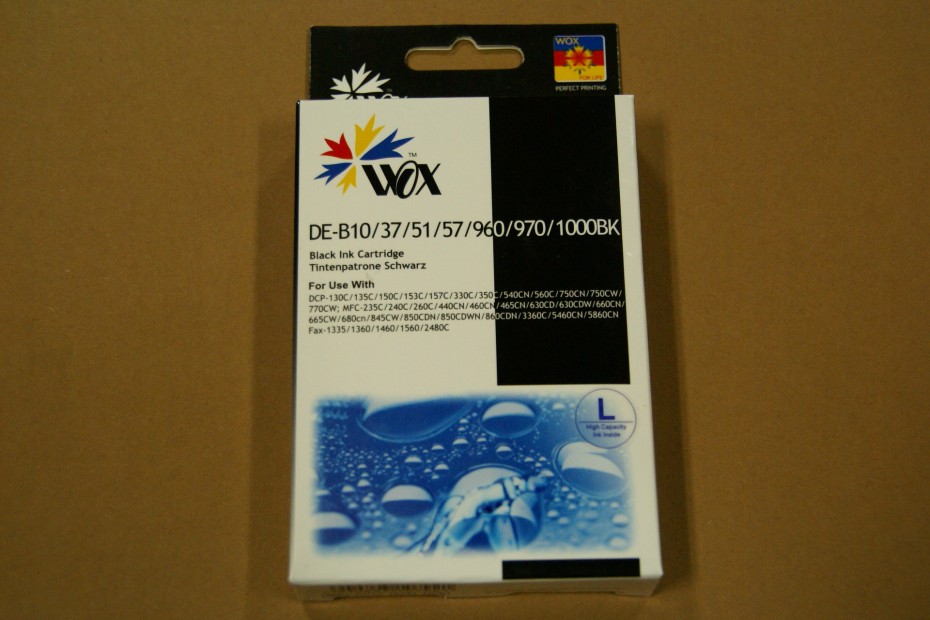 WOX
FOR LIFE
PERFECT PRINTING
WOX
WOX™
DE-B10/37/51/57/960/970/1000BK
Black Ink Cartridge
Tintenpatrone Schwarz
For Use With
DCP-130C/135C/150C/153C/157C/330C/350C/540CN/560C/750CN/750CW/
770CW; MFC-235C/240C/260C/440CN/460CN/465CN/630CD/630CDW/660CN/
665CW/680cn/845CW/850CDN/850CDWN/860CDN/3360C/5460CN/5860CN
Fax-1335/1360/1460/1560/2480C
L
High Capacity
Ink Inside